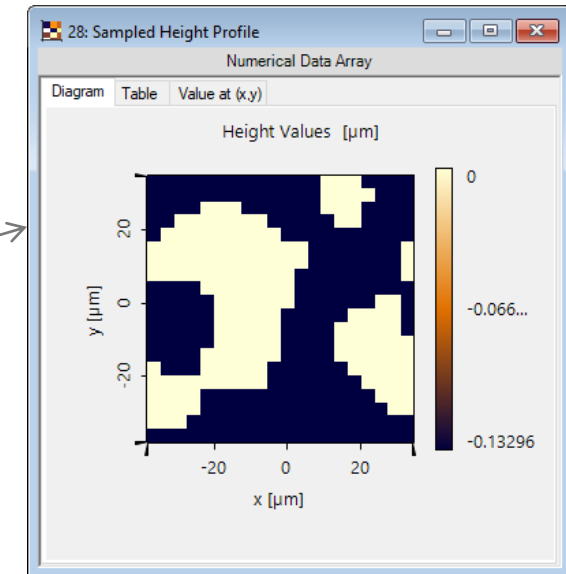 28: Sampled Height Profile
Numerical Data Array
Diagram Table Value at (x,y)
Height Values [µm]
0
-0.066...
-0.13296
y [µm]
20
0
-20
-20 0 20
x [µm]